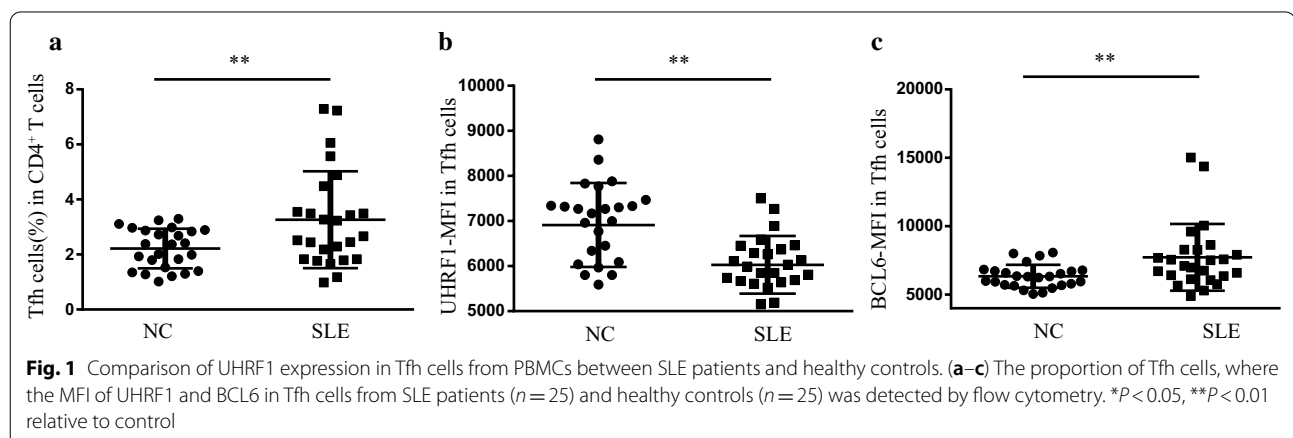 a
**
Tfh cells(%) in CD4⁺ T cells
8
6
4
2
0
NC SLE
b
**
UHRF1-MFI in Tfh cells
10000
9000
8000
7000
6000
5000
NC SLE
c
**
BCL6-MFI in Tfh cells
20000
15000
10000
5000
NC SLE
Fig. 1 Comparison of UHRF1 expression in Tfh cells from PBMCs between SLE patients and healthy controls. (a–c) The proportion of Tfh cells, where
the MFI of UHRF1 and BCL6 in Tfh cells from SLE patients (n = 25) and healthy controls (n = 25) was detected by flow cytometry. *P < 0.05, **P < 0.01
relative to control